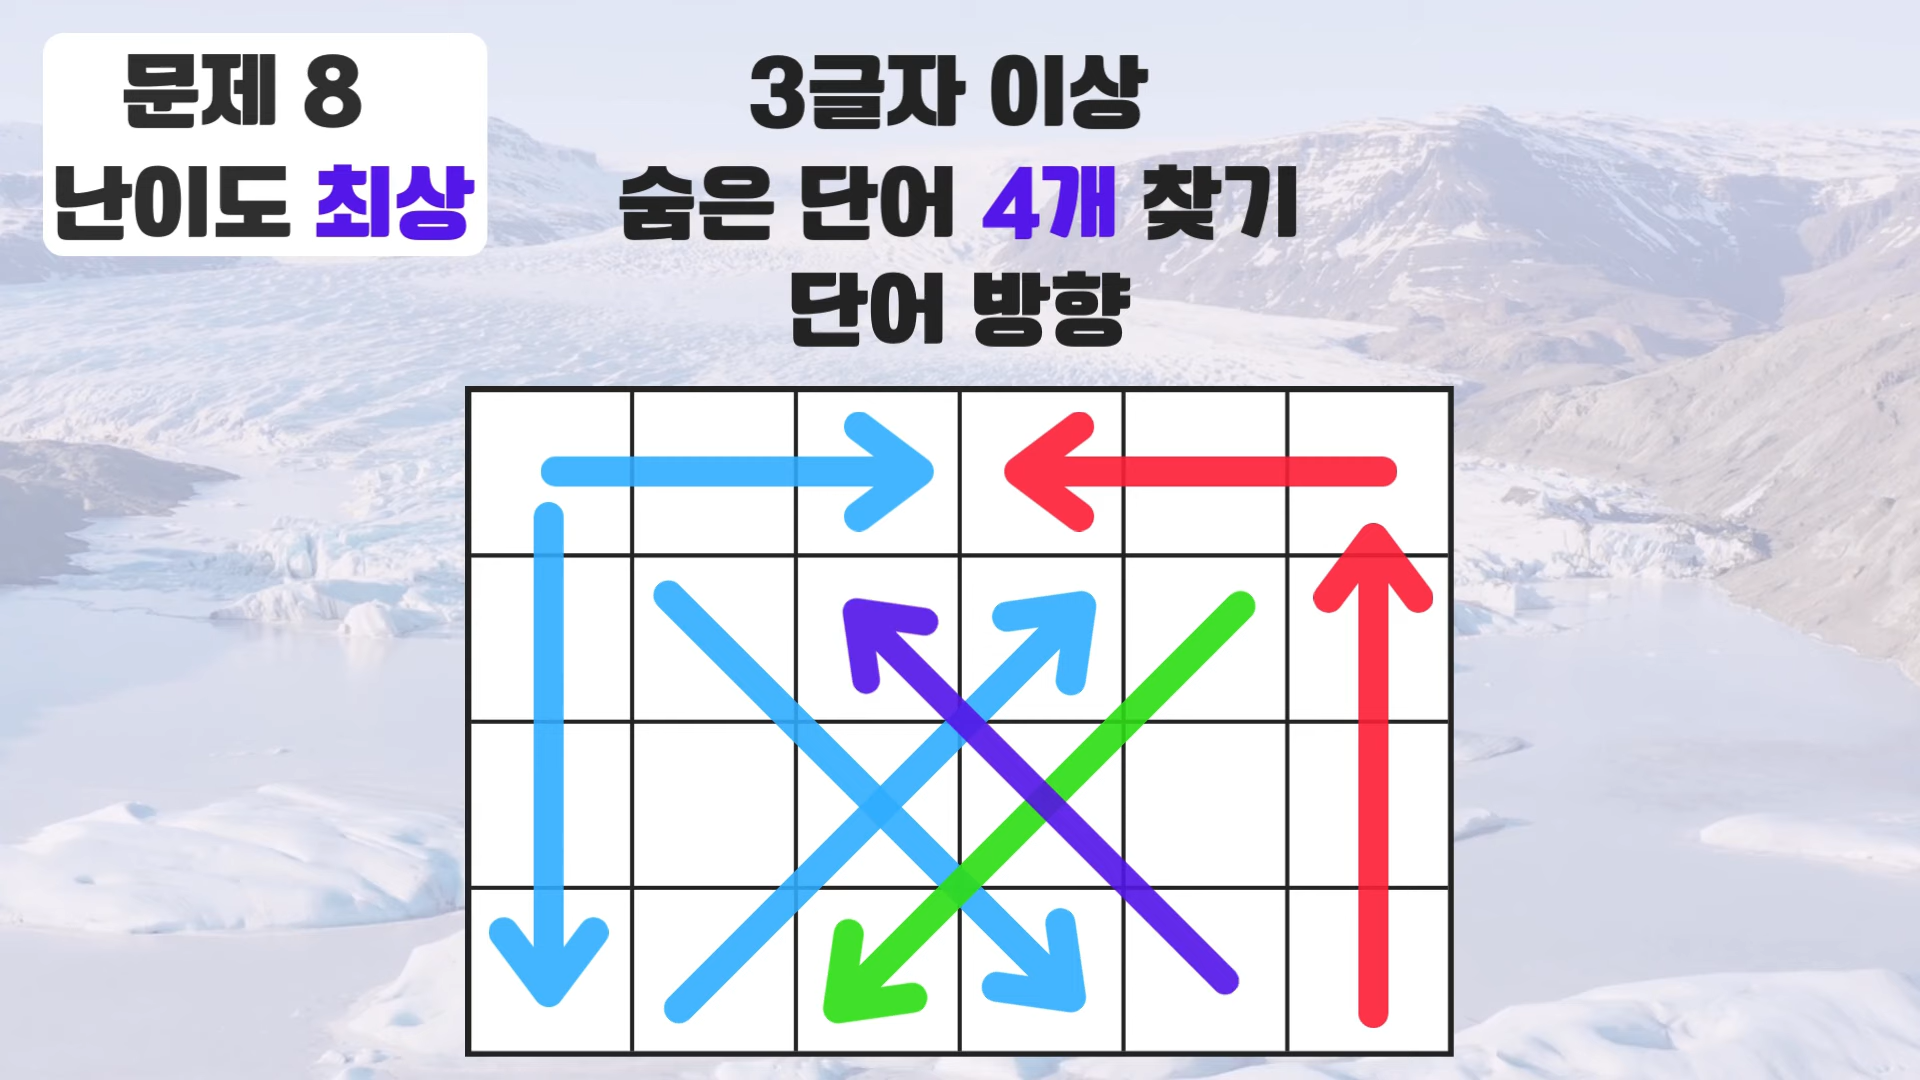 문제 8
난이도 최상
3글자 이상
숨은 단어 4개 찾기
단어 방향